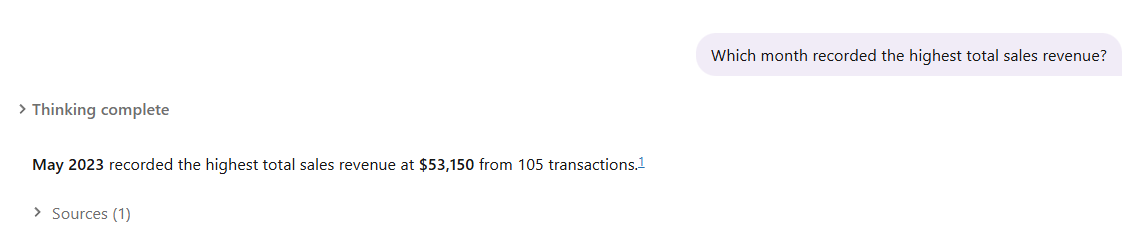 Which month recorded the highest total sales revenue?
Thinking complete
May 2023 recorded the highest total sales revenue at $53,150 from 105 transactions.1
Sources (1)